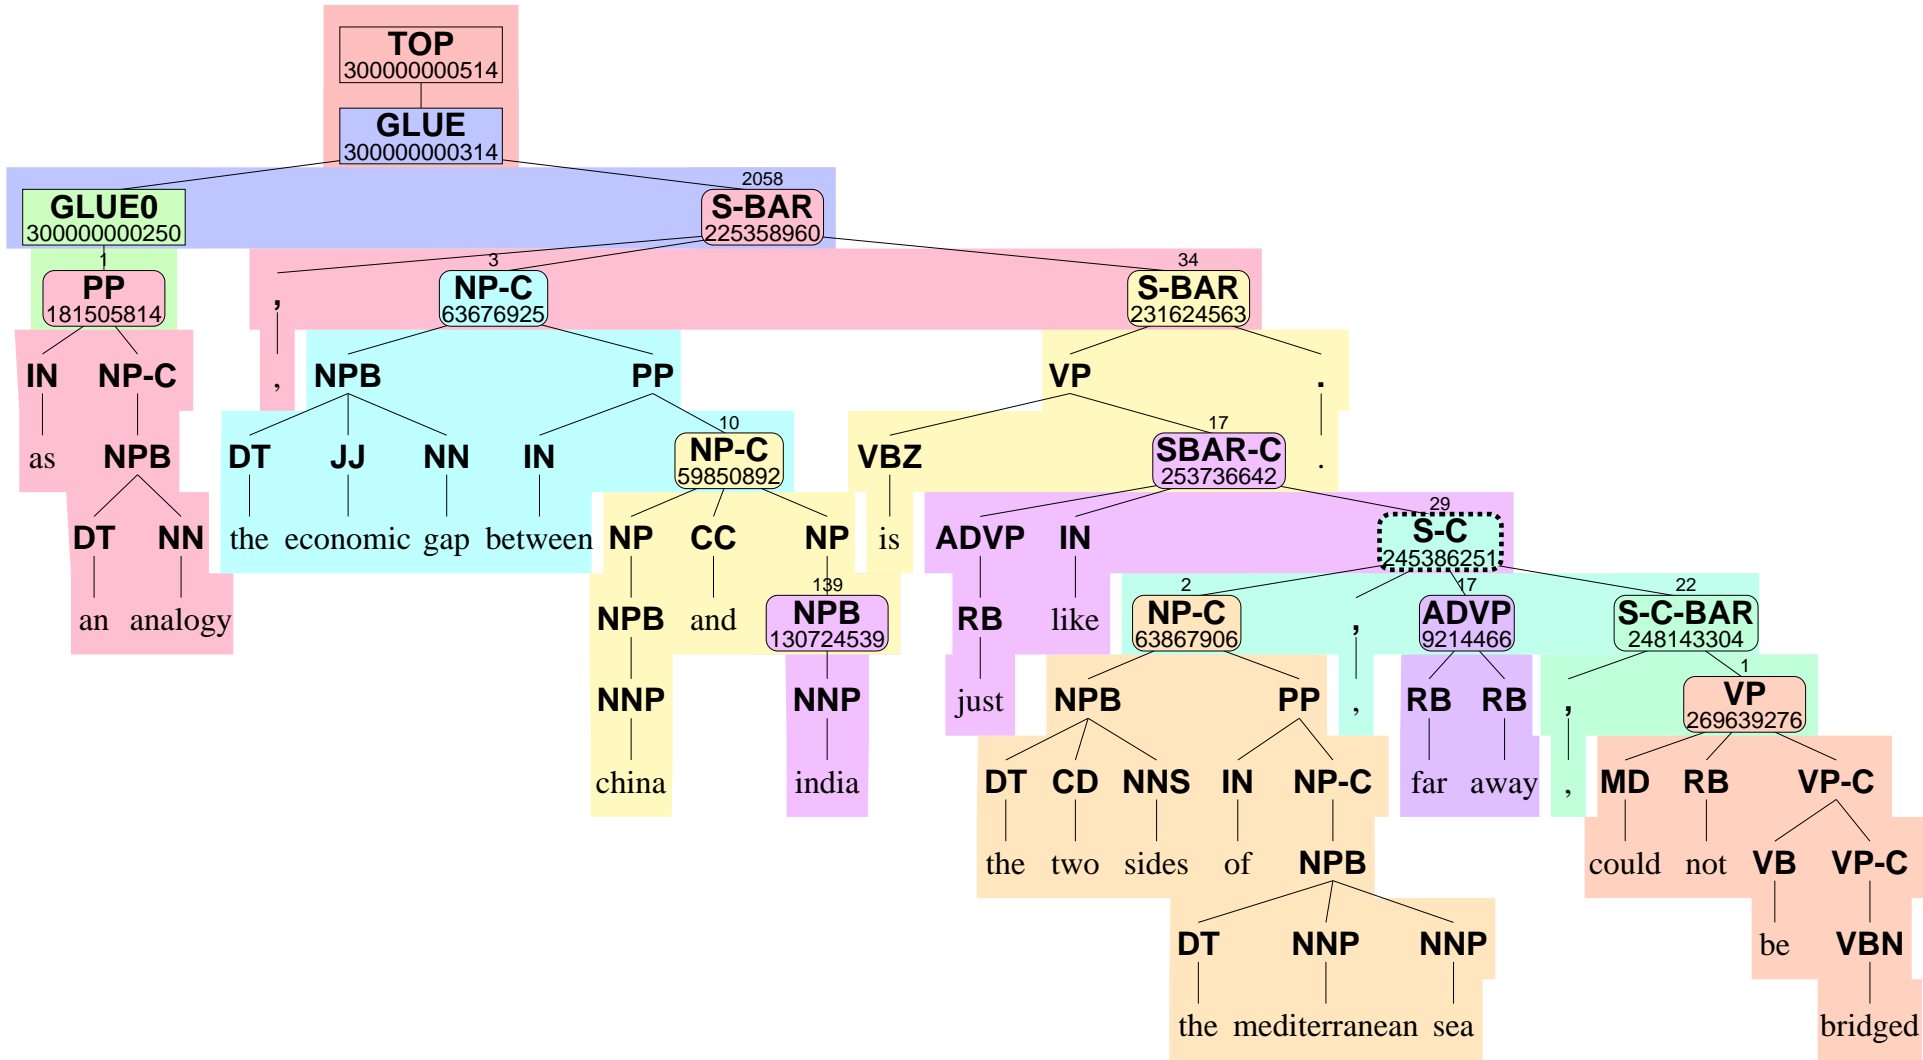 TOP
300000000514
GLUE
300000000314
2058
GLUE0 S-BAR
300000000250 225358960
1 3 34
PP , NP-C S-BAR
181505814 63676925 231624563
IN NP-C , NPB PP VP .
10 17
as NPB DT JJ NN IN NP-C VBZ SBAR-C .
59850892 253736642
29
DT NN the economic gap between NP CC NP is ADVP IN S-C
245386251
139 2 17 22
an analogy NPB and NPB RB like NP-C , ADVP S-C-BAR
130724539 63867906 9214466 248143304
1
NNP NNP just NPB PP , RB RB , VP
269639276
china india DT CD NNS IN NP-C far away , MD RB VP-C
the two sides of NPB could not VB VP-C
DT NNP NNP be VBN
the mediterranean sea bridged